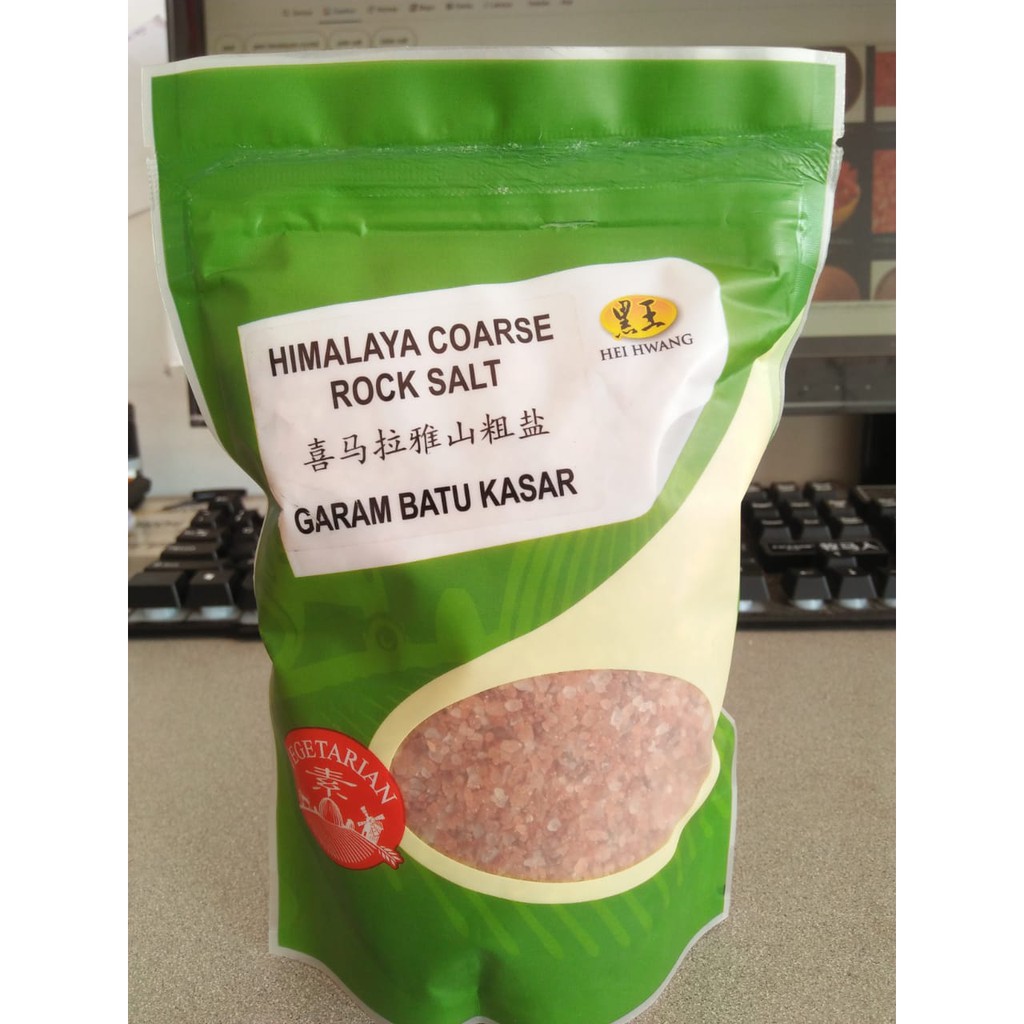 HIMALAYA COARSE
ROCK SALT
喜马拉雅山粗盐
GARAM BATU KASAR
黑王
HEI HWANG
VEGETARIAN
素